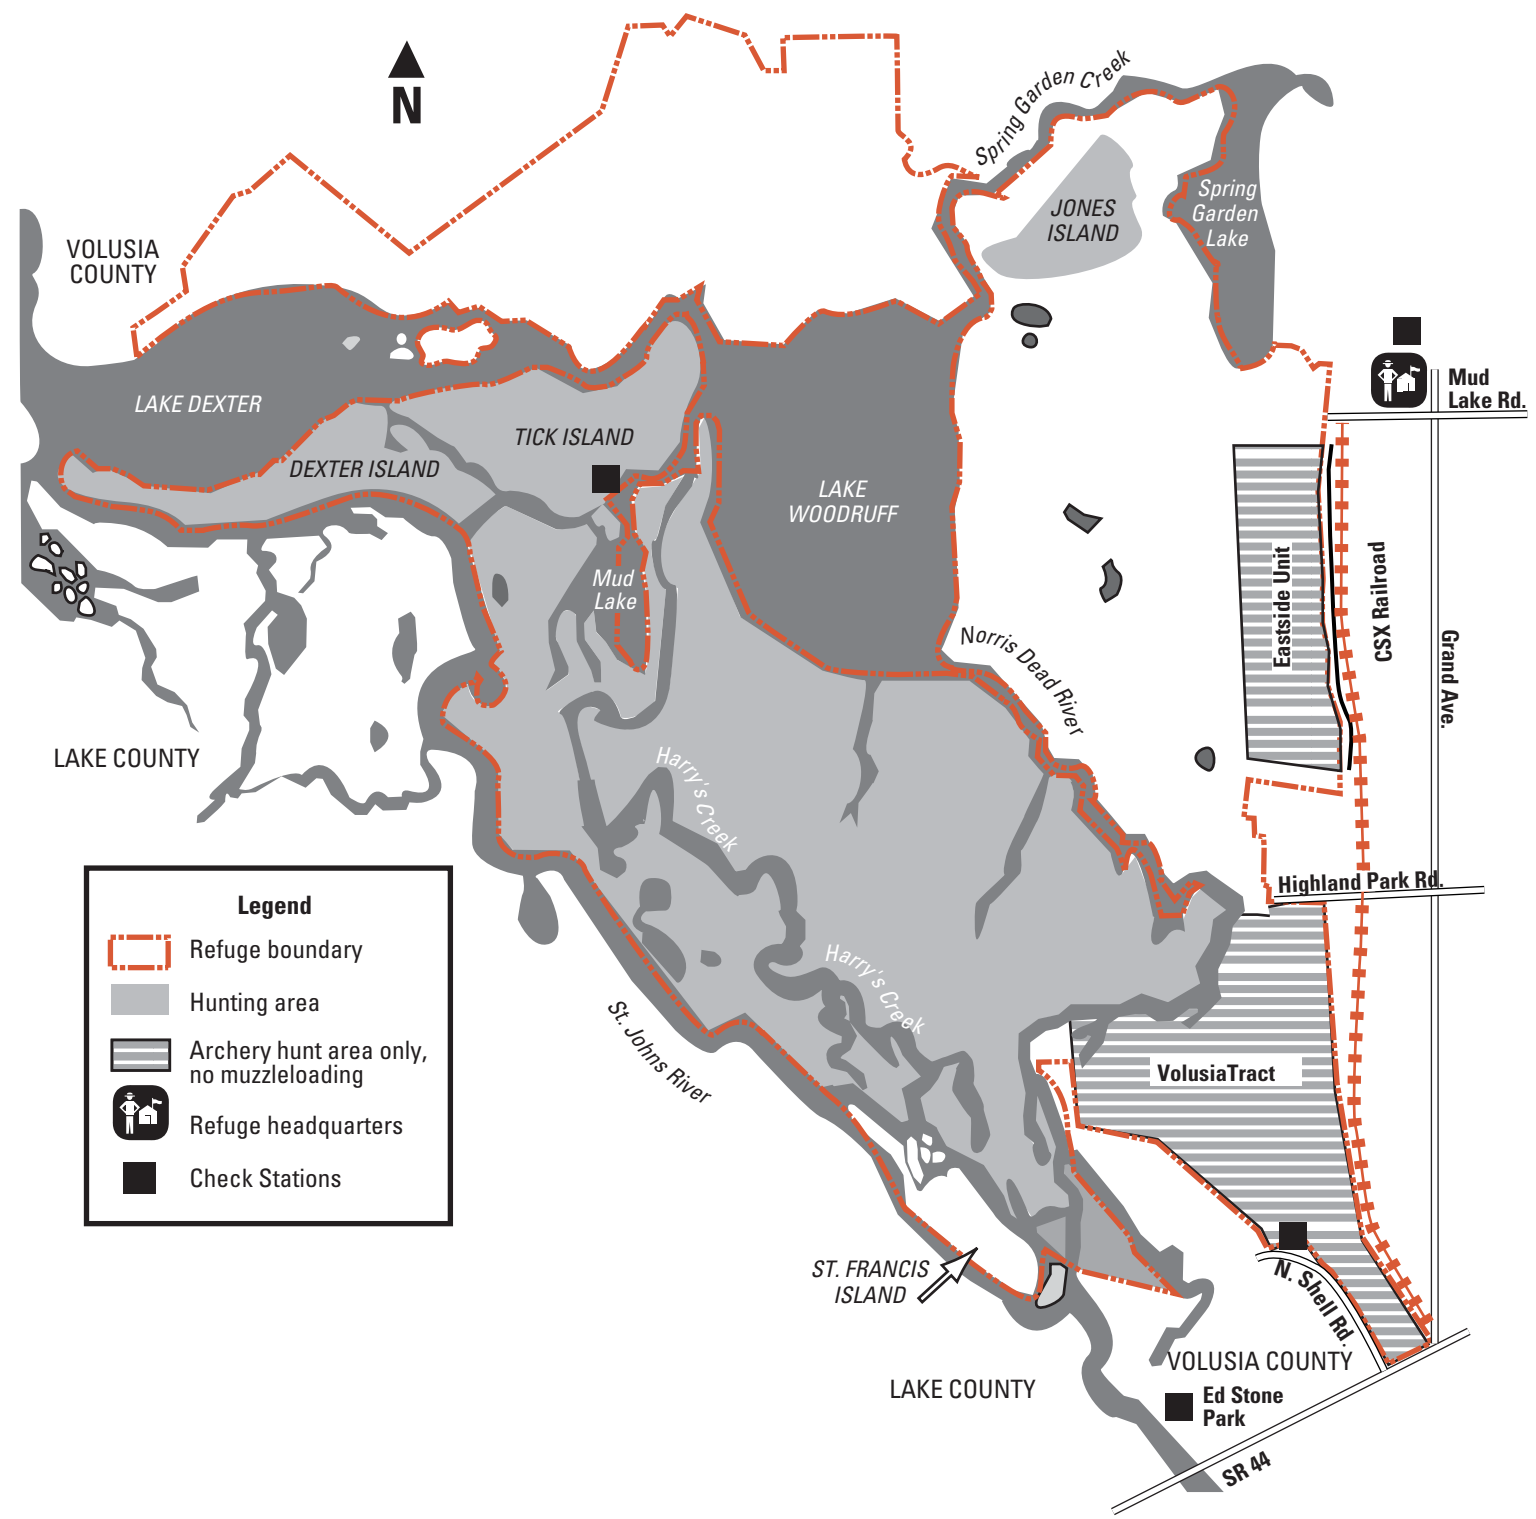 Spring Garden Creek
N
VOLUSIA
COUNTY
JONES
ISLAND
Spring
Garden
Lake
Mud
Lake Rd.
LAKE DEXTER
TICK ISLAND
DEXTER ISLAND
LAKE
WOODRUFF
Mud
Lake
Eastside Unit
CSX Railroad
Grand Ave.
Norris Dead River
LAKE COUNTY
Harry's Creek
Highland Park Rd.
Legend
Refuge boundary
Hunting area
Archery hunt area only,
no muzzleloading
Refuge headquarters
Check Stations
Harry's Creek
St. Johns River
VolusiaTract
ST. FRANCIS
ISLAND
N. Shell Rd.
VOLUSIA COUNTY
LAKE COUNTY
Ed Stone
Park
SR 44